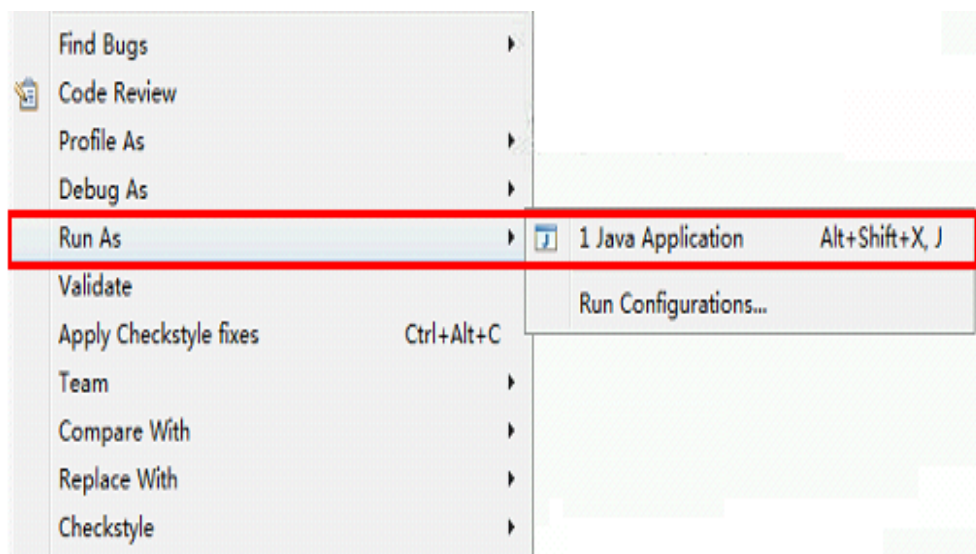 Find Bugs
Code Review
Profile As
Debug As
Run As
1 Java Application Alt+Shift+X, J
Run Configurations...
Validate
Apply Checkstyle fixes Ctrl+Alt+C
Team
Compare With
Replace With
Checkstyle